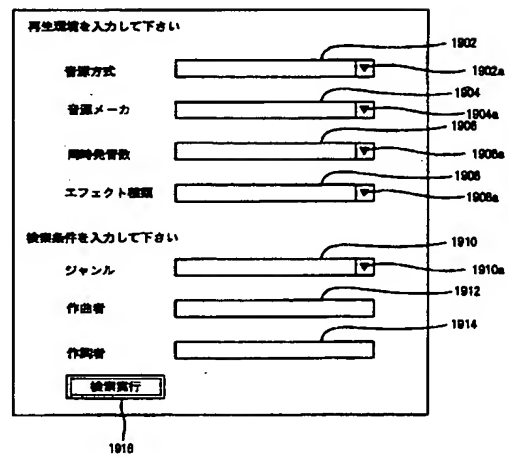 再生環境を入力して下さい
1902
音源方式
1902a
1904
音源メーカ
1904a
1906
同時発音数
1906a
1908
エフェクト種類
1908a
検索条件を入力して下さい
1910
ジャンル
1910a
1912
作曲者
1914
作詞者
検索実行
1916